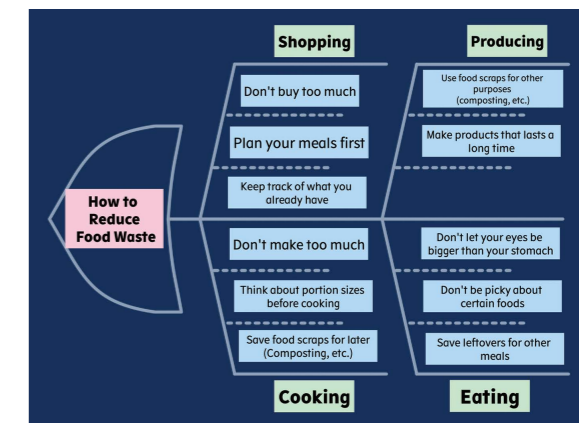 Shopping
Producing
Don't buy too much
Plan your meals first
Keep track of what you
already have
Use food scraps for other
purposes
(composting, etc.)
Make products that lasts a
long time
How to
Reduce
Food Waste
Don't make too much
Think about portion sizes
before cooking
Save food scraps for later
(Composting, etc.)
Don't let your eyes be
bigger than your stomach
Don't be picky about
certain foods
Save leftovers for other
meals
Cooking
Eating